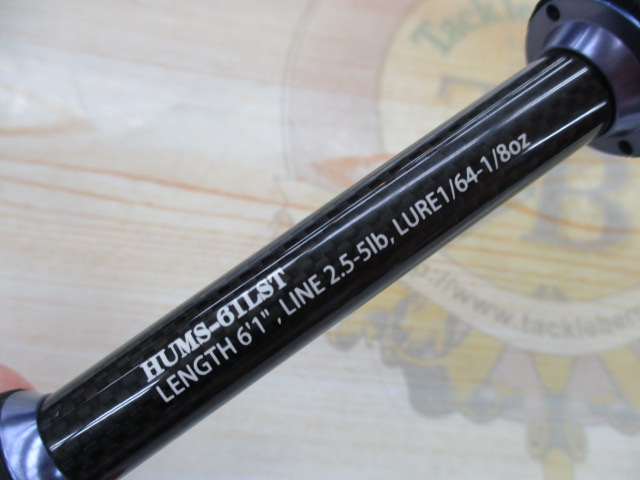 HUMS-61LST
LENGTH 6'1", LINE 2.5-5lb, LURE1/64-1/8oz